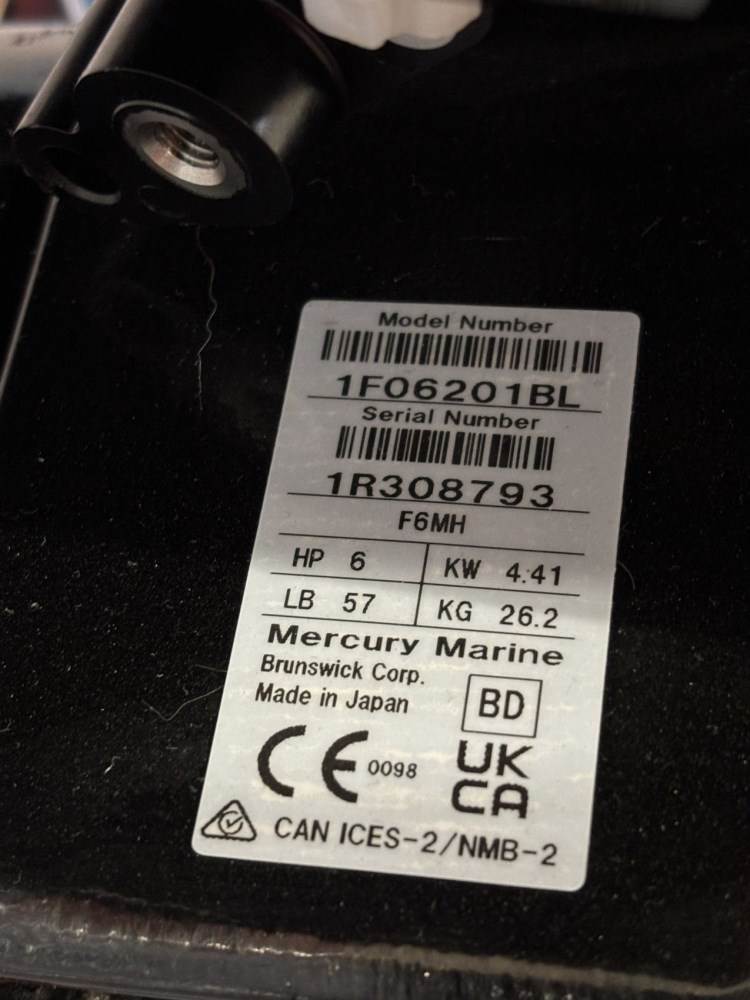 Model Number
1F06201BL
Serial Number
1R308793
F6MH
HP 6 KW 4.41
LB 57 KG 26.2
Mercury Marine
Brunswick Corp.
Made in Japan
BD
CE 0098
UK
CA
CAN ICES-2/NMB-2